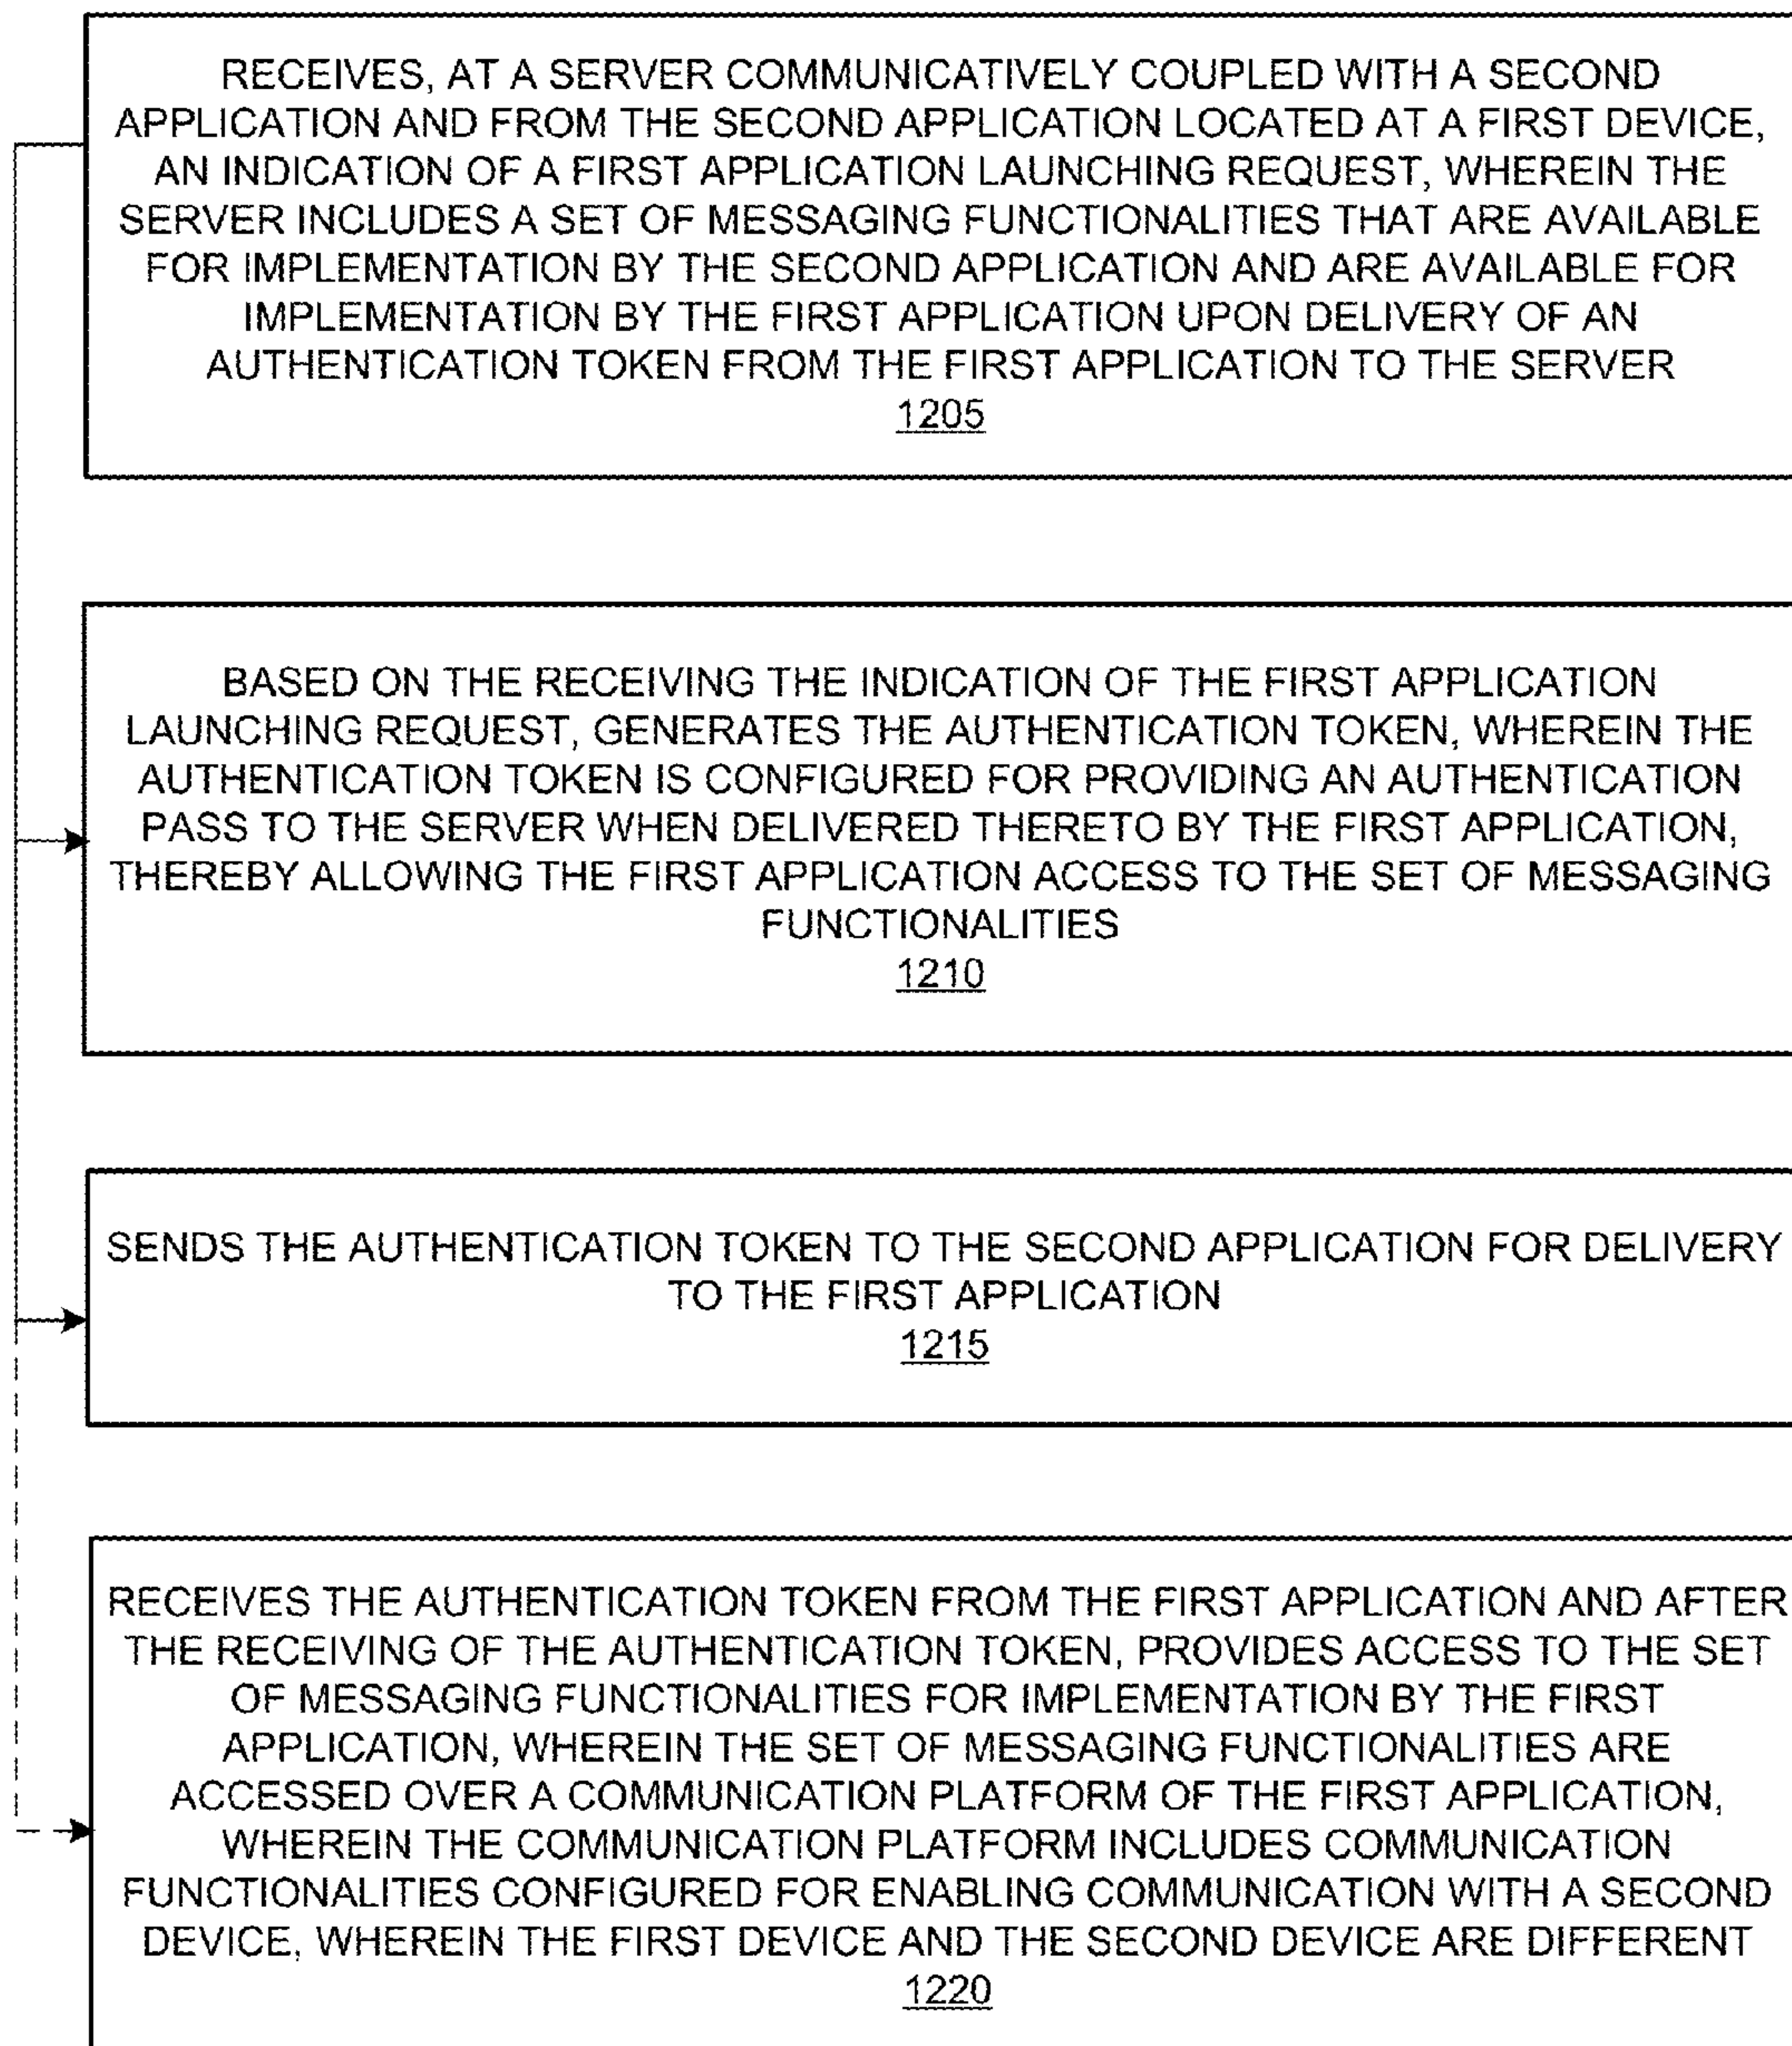 RECEIVES, AT A SERVER COMMUNICATIVELY COUPLED WITH A SECOND
APPLICATION AND FROM THE SECOND APPLICATION LOCATED AT A FIRST DEVICE,
AN INDICATION OF A FIRST APPLICATION LAUNCHING REQUEST, WHEREIN THE
SERVER INCLUDES A SET OF MESSAGING FUNCTIONALITIES THAT ARE AVAILABLE
FOR IMPLEMENTATION BY THE SECOND APPLICATION AND ARE AVAILABLE FOR
IMPLEMENTATION BY THE FIRST APPLICATION UPON DELIVERY OF AN
AUTHENTICATION TOKEN FROM THE FIRST APPLICATION TO THE SERVER
1205
BASED ON THE RECEIVING THE INDICATION OF THE FIRST APPLICATION
LAUNCHING REQUEST, GENERATES THE AUTHENTICATION TOKEN, WHEREIN THE
AUTHENTICATION TOKEN IS CONFIGURED FOR PROVIDING AN AUTHENTICATION
PASS TO THE SERVER WHEN DELIVERED THERETO BY THE FIRST APPLICATION,
THEREBY ALLOWING THE FIRST APPLICATION ACCESS TO THE SET OF MESSAGING
FUNCTIONALITIES
1210
SENDS THE AUTHENTICATION TOKEN TO THE SECOND APPLICATION FOR DELIVERY
TO THE FIRST APPLICATION
1215
RECEIVES THE AUTHENTICATION TOKEN FROM THE FIRST APPLICATION AND AFTER
THE RECEIVING OF THE AUTHENTICATION TOKEN, PROVIDES ACCESS TO THE SET
OF MESSAGING FUNCTIONALITIES FOR IMPLEMENTATION BY THE FIRST
APPLICATION, WHEREIN THE SET OF MESSAGING FUNCTIONALITIES ARE
ACCESSED OVER A COMMUNICATION PLATFORM OF THE FIRST APPLICATION,
WHEREIN THE COMMUNICATION PLATFORM INCLUDES COMMUNICATION
FUNCTIONALITIES CONFIGURED FOR ENABLING COMMUNICATION WITH A SECOND
DEVICE, WHEREIN THE FIRST DEVICE AND THE SECOND DEVICE ARE DIFFERENT
1220